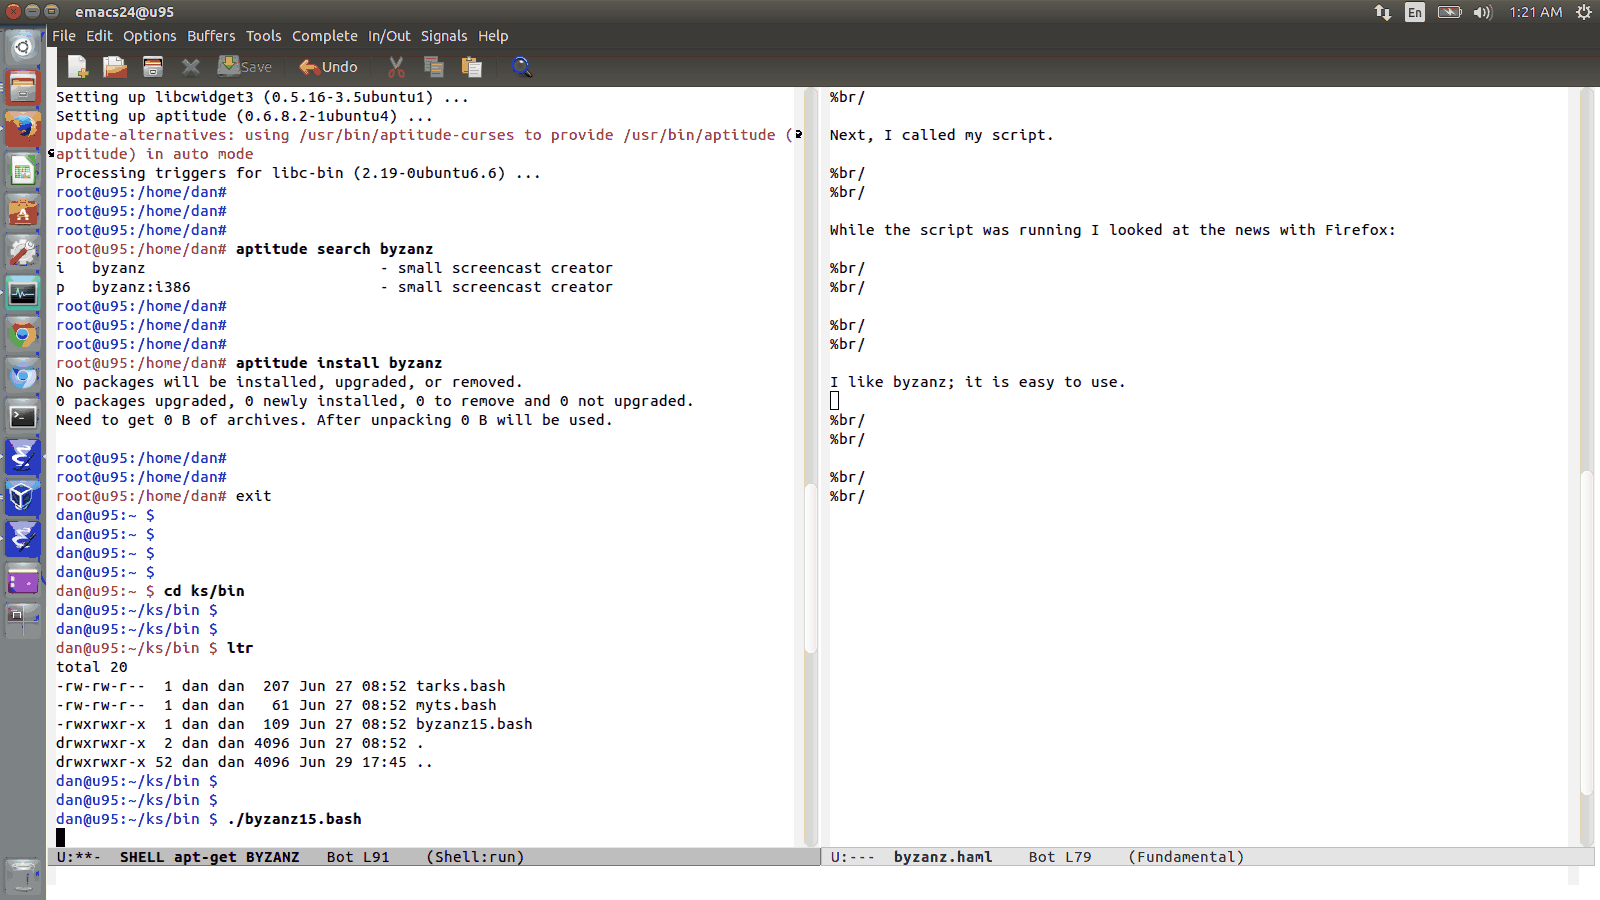 emacs24@u95
En
1:21 AM
File Edit Options Buffers Tools Complete In/Out Signals Help
Save
Undo
Setting up libcwidget3 (0.5.16-3.5ubuntu1) ...
Setting up aptitude (0.6.8.2-1ubuntu4) ...
update-alternatives: using /usr/bin/aptitude-curses to provide /usr/bin/aptitude (
aptitude) in auto mode
Processing triggers for libc-bin (2.19-0ubuntu6.6) ...
root@u95:/home/dan#
root@u95:/home/dan#
root@u95:/home/dan#
root@u95:/home/dan# aptitude search byzanz
i   byzanz                          - small screencast creator
p   byzanz:i386                     - small screencast creator
root@u95:/home/dan#
root@u95:/home/dan#
root@u95:/home/dan#
root@u95:/home/dan# aptitude install byzanz
No packages will be installed, upgraded, or removed.
0 packages upgraded, 0 newly installed, 0 to remove and 0 not upgraded.
Need to get 0 B of archives. After unpacking 0 B will be used.
root@u95:/home/dan#
root@u95:/home/dan#
root@u95:/home/dan# exit
dan@u95:~ $
dan@u95:~ $
dan@u95:~ $
dan@u95:~ $
dan@u95:~ $ cd ks/bin
dan@u95:~/ks/bin $
dan@u95:~/ks/bin $
dan@u95:~/ks/bin $ ltr
total 20
-rw-rw-r--  1 dan dan  207 Jun 27 08:52 tarks.bash
-rw-rw-r--  1 dan dan   61 Jun 27 08:52 myts.bash
-rwxrwxr-x  1 dan dan  109 Jun 27 08:52 byzanz15.bash
drwxrwxr-x  2 dan dan 4096 Jun 27 08:52 .
drwxrwxr-x 52 dan dan 4096 Jun 29 17:45 ..
dan@u95:~/ks/bin $
dan@u95:~/ks/bin $
dan@u95:~/ks/bin $ ./byzanz15.bash
U:**-  SHELL apt-get BYZANZ   Bot L91    (Shell:run)
%br/
Next, I called my script.
%br/
%br/
While the script was running I looked at the news with Firefox:
%br/
%br/
%br/
%br/
I like byzanz; it is easy to use.
%br/
%br/
%br/
%br/
U:---  byzanz.haml    Bot L79    (Fundamental)